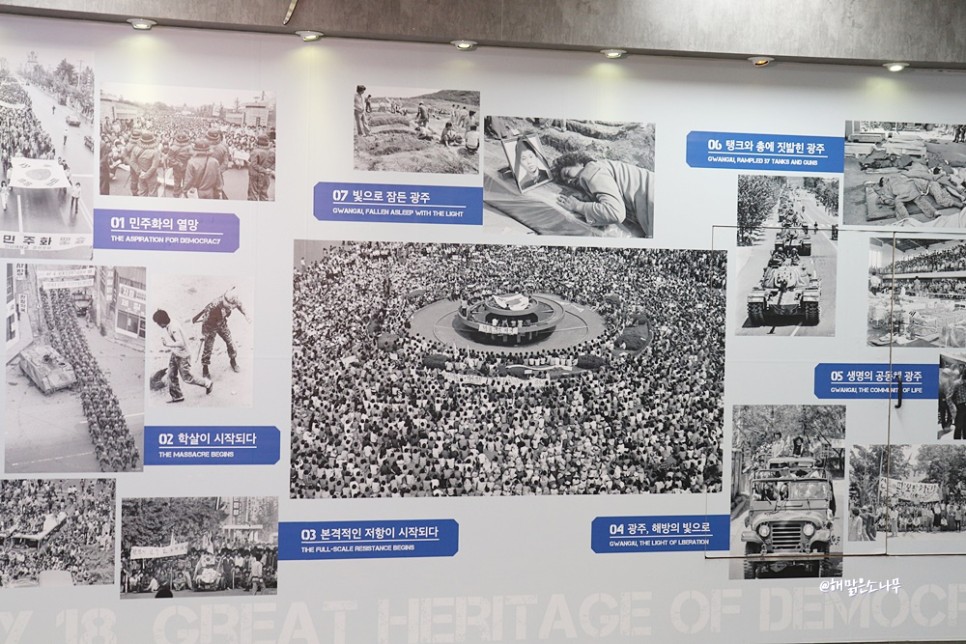 민주화
01 민주화의 열망
THE ASPIRATION FOR DEMOCRACY
02 학살이 시작되다
THE MASSACRE BEGINS
03 본격적인 저항이 시작되다
THE FULL-SCALE RESISTANCE BEGINS
04 광주, 해방의 빛으로
GWANGJU, THE LIGHT OF LIBERATION
05 생명의 공동체 광주
GWANGJU, THE COMMUNITY OF LIFE
06 탱크와 총에 짓밟힌 광주
GWANGJU, RAMPLED BY TANKS AND GUNS
07 빛으로 잠든 광주
GWANGJU, FALLEN ASLEEP WITH THE LIGHT
Y 18, GREAT HERITAGE OF DEMOC
@해맑은소나무